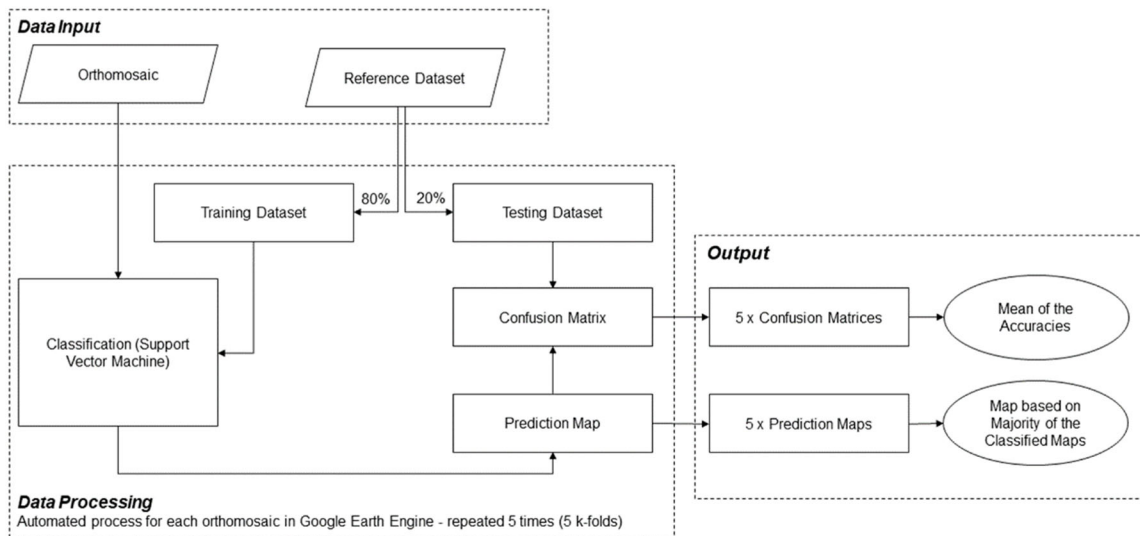 Data Input
Orthomosaic
Reference Dataset
80%
20%
Training Dataset
Testing Dataset
Classification (Support
Vector Machine)
Confusion Matrix
Prediction Map
Data Processing
Automated process for each orthomosaic in Google Earth Engine - repeated 5 times (5 k-folds)
Output
5 x Confusion Matrices
Mean of the
Accuracies
5 x Prediction Maps
Map based on
Majority of the
Classified Maps